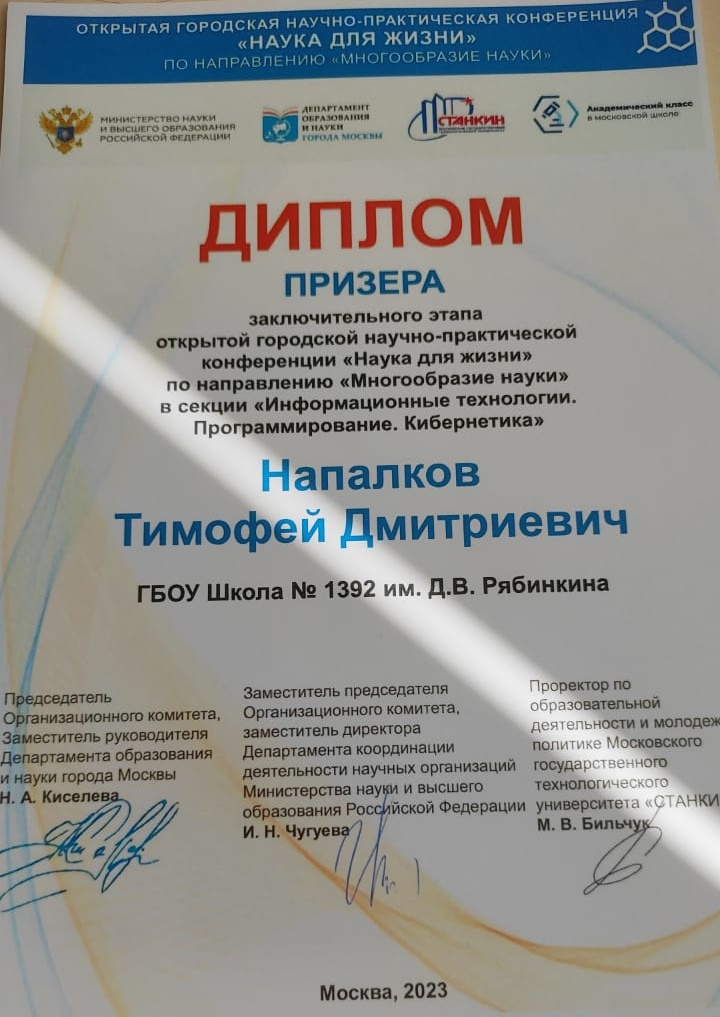 ОТКРЫТАЯ ГОРОДСКАЯ НАУЧНО-ПРАКТИЧЕСКАЯ КОНФЕРЕНЦИЯ
«НАУКА ДЛЯ ЖИЗНИ»
ПО НАПРАВЛЕНИЮ «МНОГООБРАЗИЕ НАУКИ»
МИНИСТЕРСТВО НАУКИ
И ВЫСШЕГО ОБРАЗОВАНИЯ
РОССИЙСКОЙ ФЕДЕРАЦИИ
ДЕПАРТАМЕНТ
ОБРАЗОВАНИЯ
И НАУКИ
ГОРОДА МОСКВЫ
СТАНКИН
Академический класс
в московской школе
ДИПЛОМ
ПРИЗЕРА
заключительного этапа
открытой городской научно-практической
конференции «Наука для жизни»
по направлению «Многообразие науки»
в секции «Информационные технологии.
Программирование. Кибернетика»
Напалков
Тимофей Дмитриевич
ГБОУ Школа № 1392 им. Д.В. Рябинкина
Председатель
Организационного комитета,
Заместитель руководителя
Департамента образования
и науки города Москвы
Н. А. Киселева
Заместитель председателя
Организационного комитета,
заместитель директора
Департамента координации
деятельности научных организаций
Министерства науки и высшего
образования Российской Федерации
И. Н. Чугуева
Проректор по
образовательной
деятельности и молодеж
политике Московского
государственного
технологического
университета «СТАНКИ
М. В. Бильчук
Москва, 2023